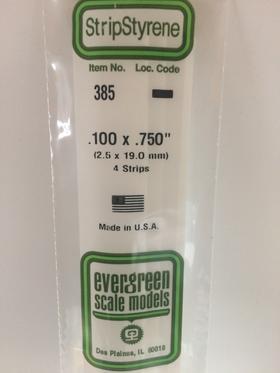 StripStyrene
Item No. Loc. Code
385
.100 x .750"
(2.5 x 19.0 mm)
4 Strips
Made in U.S.A.
evergreen
scale models
Des Plaines, IL 60018